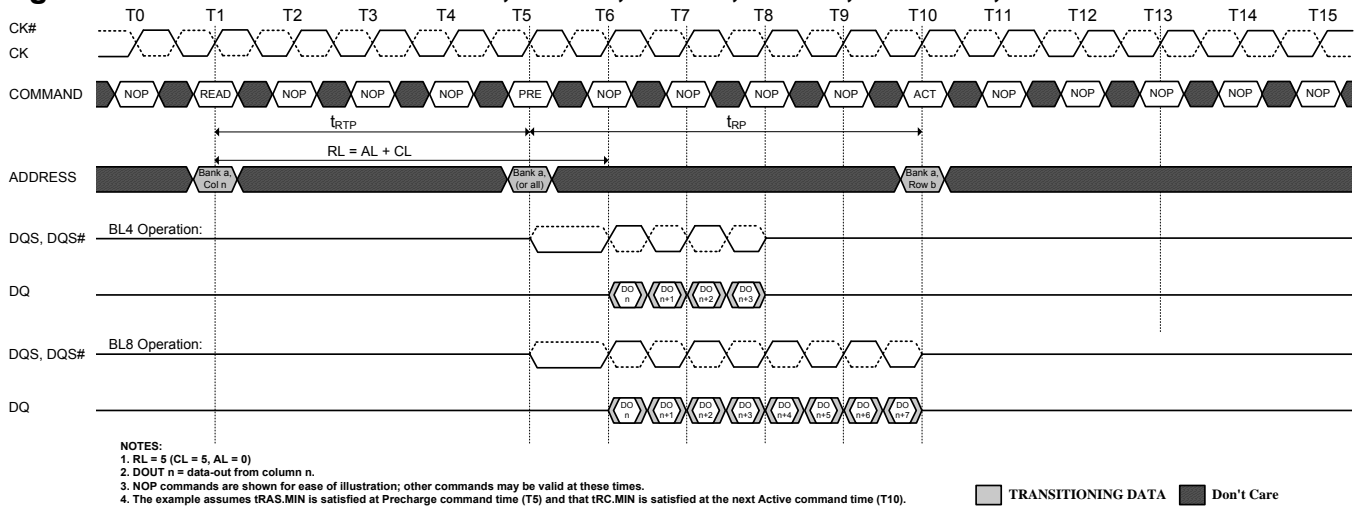 T0 T1 T2 T3 T4 T5 T6 T7 T8 T9 T10 T11 T12 T13 T14 T15
CK#
CK
COMMAND NOP READ NOP NOP NOP PRE NOP NOP NOP NOP ACT NOP NOP NOP NOP NOP
tRTP tRP
RL = AL + CL
ADDRESS Bank a, Col n Bank a, (or all) Bank a, Row b
BL4 Operation:
DQS, DQS#
DQ DO n DO n+1 DO n+2 DO n+3
BL8 Operation:
DQS, DQS#
DQ DO n DO n+1 DO n+2 DO n+3 DO n+4 DO n+5 DO n+6 DO n+7
NOTES:
1. RL = 5 (CL = 5, AL = 0)
2. DOUT n = data-out from column n.
3. NOP commands are shown for ease of illustration; other commands may be valid at these times.
4. The example assumes tRAS.MIN is satisfied at Precharge command time (T5) and that tRC.MIN is satisfied at the next Active command time (T10).
TRANSITIONING DATA Don't Care